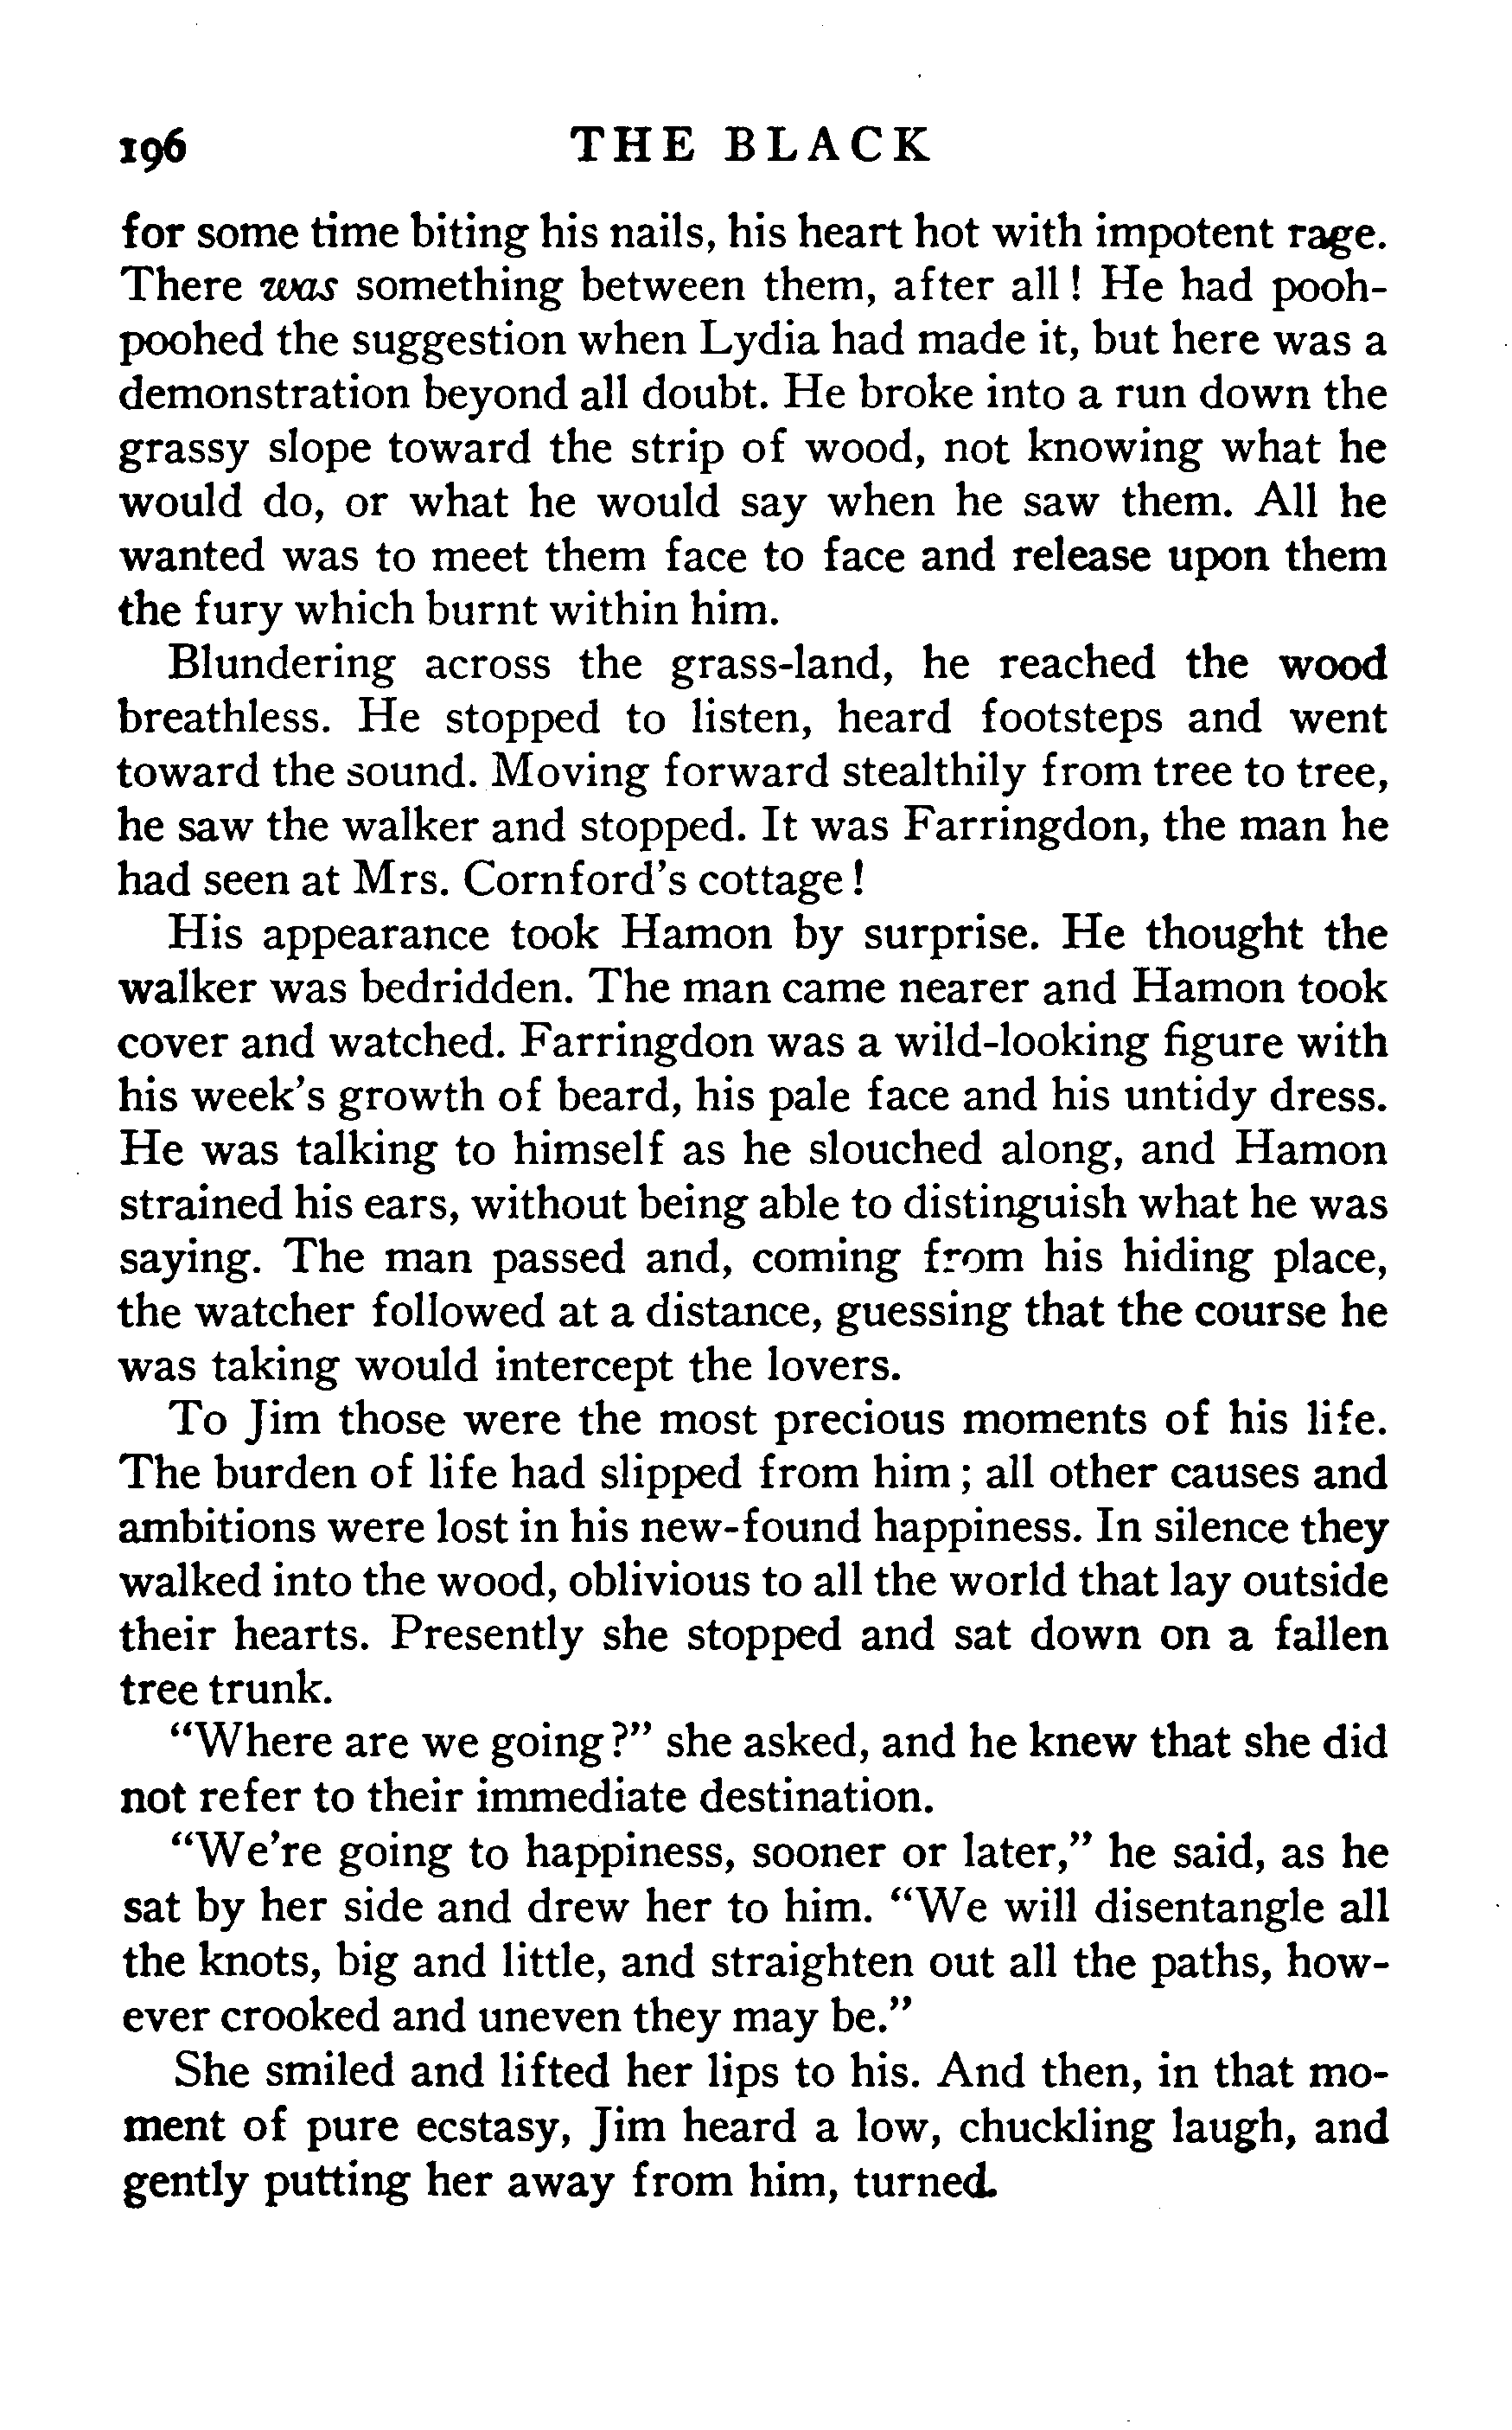 196 THE BLACK
for some time biting his nails, his heart hot with impotent rage.
There was something between them, after all! He had pooh-
poohed the suggestion when Lydia had made it, but here was a
demonstration beyond all doubt. He broke into a run down the
grassy slope toward the strip of wood, not knowing what he
would do, or what he would say when he saw them. All he
wanted was to meet them face to face and release upon them
the fury which burnt within him.
Blundering across the grass-land, he reached the wood
breathless. He stopped to listen, heard footsteps and went
toward the sound. Moving forward stealthily from tree to tree,
he saw the walker and stopped. It was Farringdon, the man he
had seen at Mrs. Cornford's cottage!
His appearance took Hamon by surprise. He thought the
walker was bedridden. The man came nearer and Hamon took
cover and watched. Farringdon was a wild-looking figure with
his week's growth of beard, his pale face and his untidy dress.
He was talking to himself as he slouched along, and Hamon
strained his ears, without being able to distinguish what he was
saying. The man passed and, coming from his hiding place,
the watcher followed at a distance, guessing that the course he
was taking would intercept the lovers.
To Jim those were the most precious moments of his life.
The burden of life had slipped from him; all other causes and
ambitions were lost in his new-found happiness. In silence they
walked into the wood, oblivious to all the world that lay outside
their hearts. Presently she stopped and sat down on a fallen
tree trunk.
"Where are we going?" she asked, and he knew that she did
not refer to their immediate destination.
"We're going to happiness, sooner or later," he said, as he
sat by her side and drew her to him. "We will disentangle all
the knots, big and little, and straighten out all the paths, how-
ever crooked and uneven they may be."
She smiled and lifted her lips to his. And then, in that mo-
ment of pure ecstasy, Jim heard a low, chuckling laugh, and
gently putting her away from him, turned.